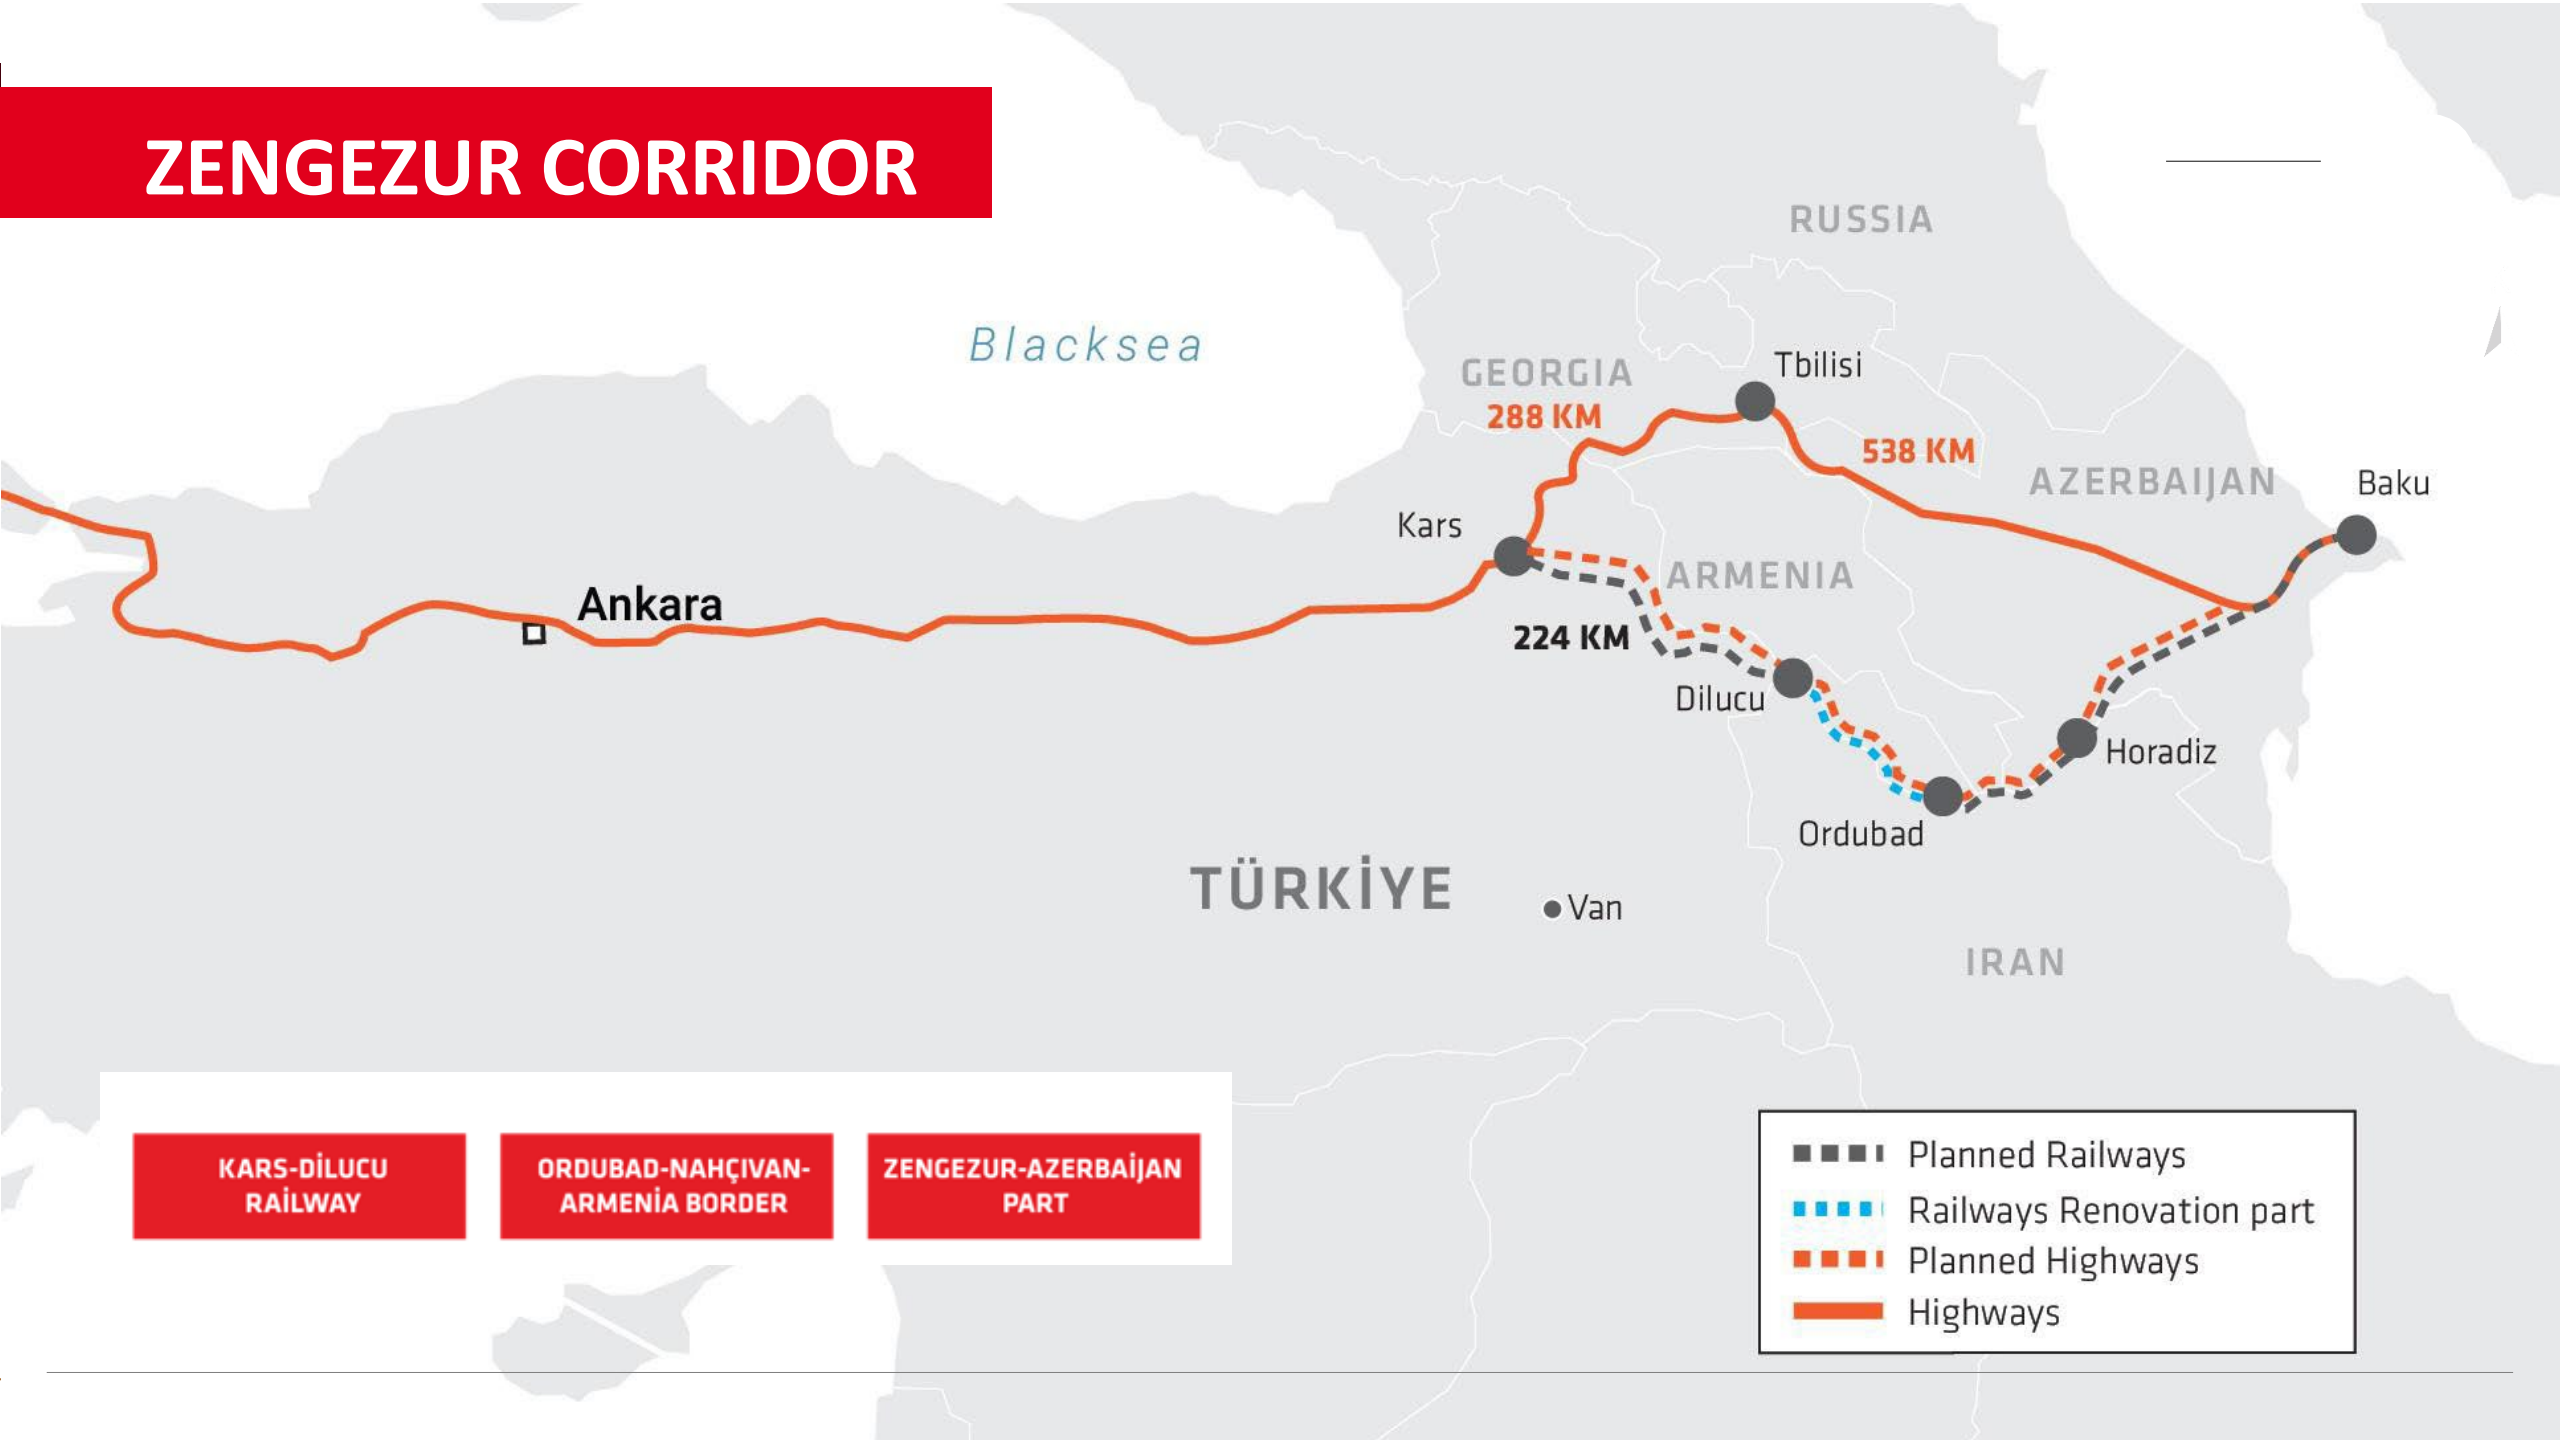 ZENGEZUR CORRIDOR
RUSSIA
Blacksea
Tbilisi
GEORGIA
288 KM
538 KM
AZERBAIJAN
Baku
Kars
ARMENIA
Ankara
224 KM
Dilucu
Horadiz
Ordubad
TÜRKİYE
Van
IRAN
KARS-DİLUCU
RAİLWAY
ORDUBAD-NAHÇIVAN-
ARMENİA BORDER
ZENGEZUR-AZERBAİJAN
PART
Planned Railways
Railways Renovation part
Planned Highways
Highways